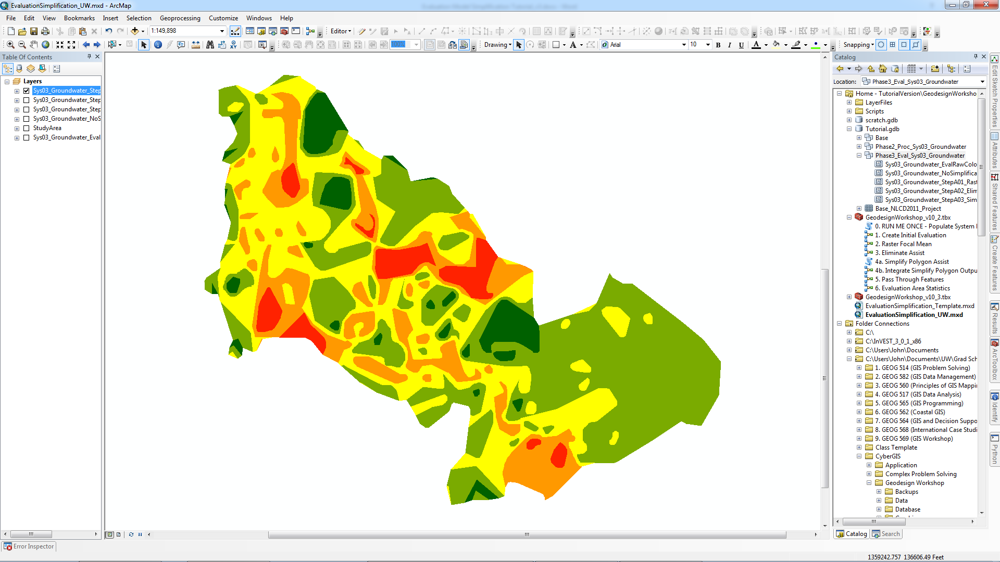 EvaluationSimplification_UW.mxd - ArcMap
File Edit View Bookmarks Insert Selection Geoprocessing Customize Windows Help
1:149,898
Editor
100%
Drawing
Arial
10
B I U A
Snapping
Table Of Contents
Layers
Sys03_Groundwater_Step
Sys03_Groundwater_Step
Sys03_Groundwater_Step
Sys03_Groundwater_NoS
StudyArea
Sys03_Groundwater_Eval
Error Inspector
Catalog
Location: Phase3_Eval_Sys03_Groundwater
Home - TutorialVersion\GeodesignWorksho
LayerFiles
Scripts
scratch.gdb
Tutorial.gdb
Base
Phase2_Proc_Sys03_Groundwater
Phase3_Eval_Sys03_Groundwater
Sys03_Groundwater_EvalRawColo
Sys03_Groundwater_NoSimplifica
Sys03_Groundwater_StepA01_Rast
Sys03_Groundwater_StepA02_Elim
Sys03_Groundwater_StepA03_Sim
Base_NLCD2011_Project
GeodesignWorkshop_v10_2.tbx
0. RUN ME ONCE - Populate System
1. Create Initial Evaluation
2. Raster Focal Mean
3. Eliminate Assist
4a. Simplify Polygon Assist
4b. Integrate Simplify Polygon Outpu
5. Pass Through Features
6. Evaluation Area Statistics
GeodesignWorkshop_v10_3.tbx
EvaluationSimplification_Template.mxd
EvaluationSimplification_UW.mxd
Folder Connections
C:\
C:\InVEST_3_0_1_x86
C:\Users\John\Documents
C:\Users\John\Documents\UW\Grad Sch
1. GEOG 514 (GIS Problem Solving)
2. GEOG 582 (GIS Data Management)
3. GEOG 560 (Principles of GIS Mappi
4. GEOG 517 (GIS Data Analysis)
5. GEOG 565 (GIS Programming)
6. GEOG 562 (Coastal GIS)
7. GEOG 564 (GIS and Decision Suppo
8. GEOG 568 (International Case Studi
9. GEOG 569 (GIS Workshop)
Class Template
CyberGIS
Application
Complex Problem Solving
Geodesign Workshop
Backups
Data
Database
Catalog Search
Edit Sketch Properties
Attributes
Shared Features
Create Features
Results
ArcToolbox
Identify
Python
1359242.757 136606.49 Feet